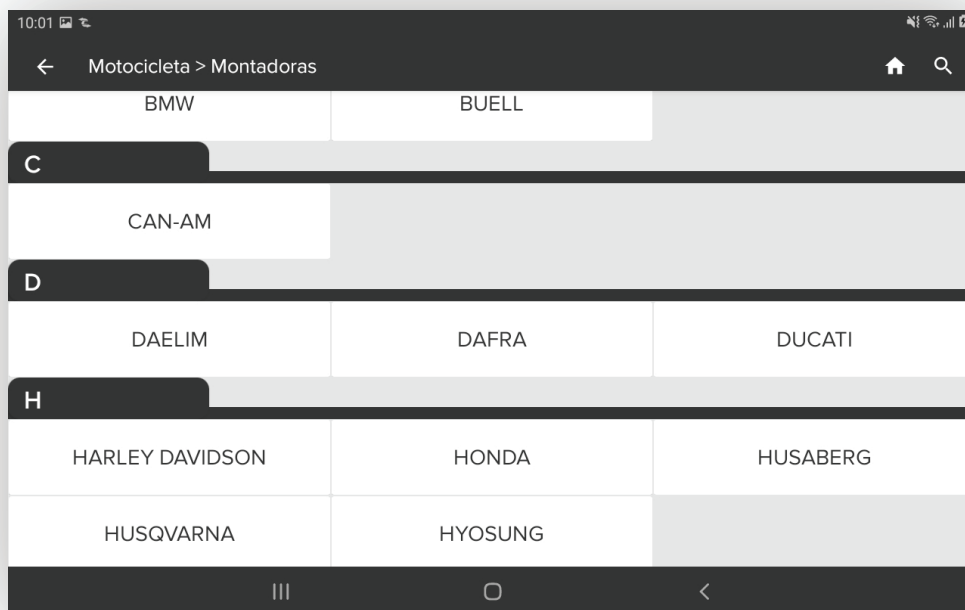 10:01
Motocicleta > Montadoras
BMW BUELL
C
CAN-AM
D
DAELIM DAFRA DUCATI
H
HARLEY DAVIDSON HONDA HUSABERG
HUSQVARNA HYOSUNG